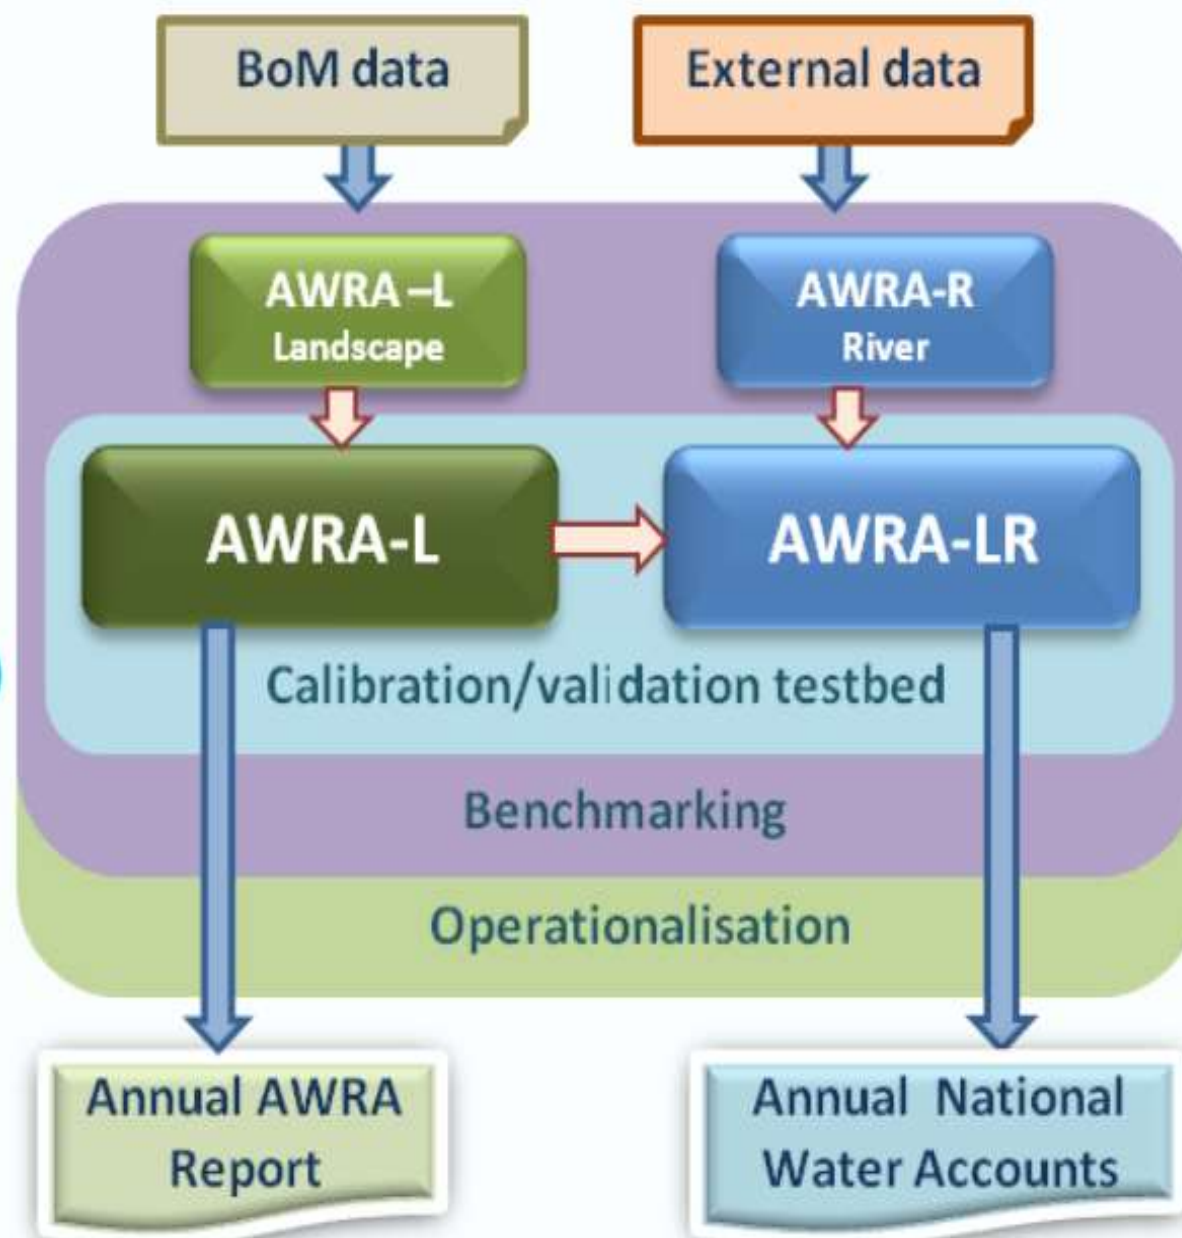 BoM data
External data
AWRA –L
Landscape
AWRA-R
River
AWRA-L
AWRA-LR
Calibration/validation testbed
Benchmarking
Operationalisation
Annual AWRA
Report
Annual National
Water Accounts